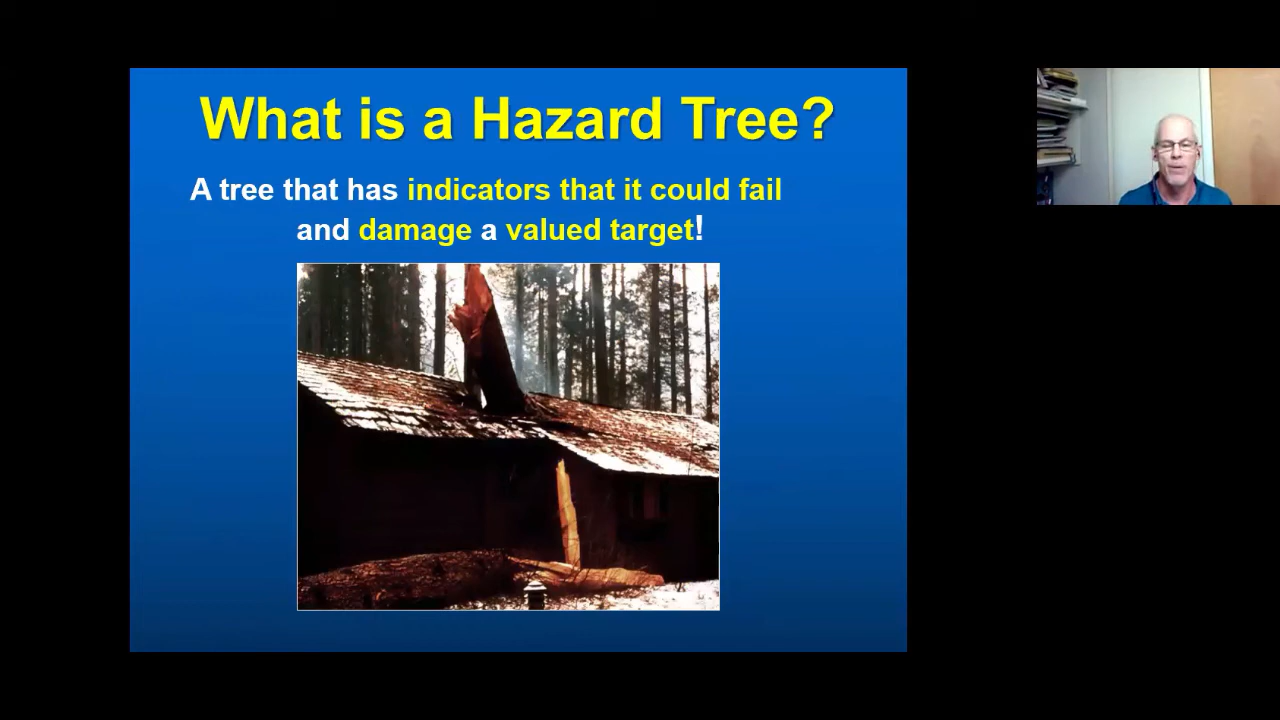 What is a Hazard Tree?
A tree that has indicators that it could fail
and damage a valued target!